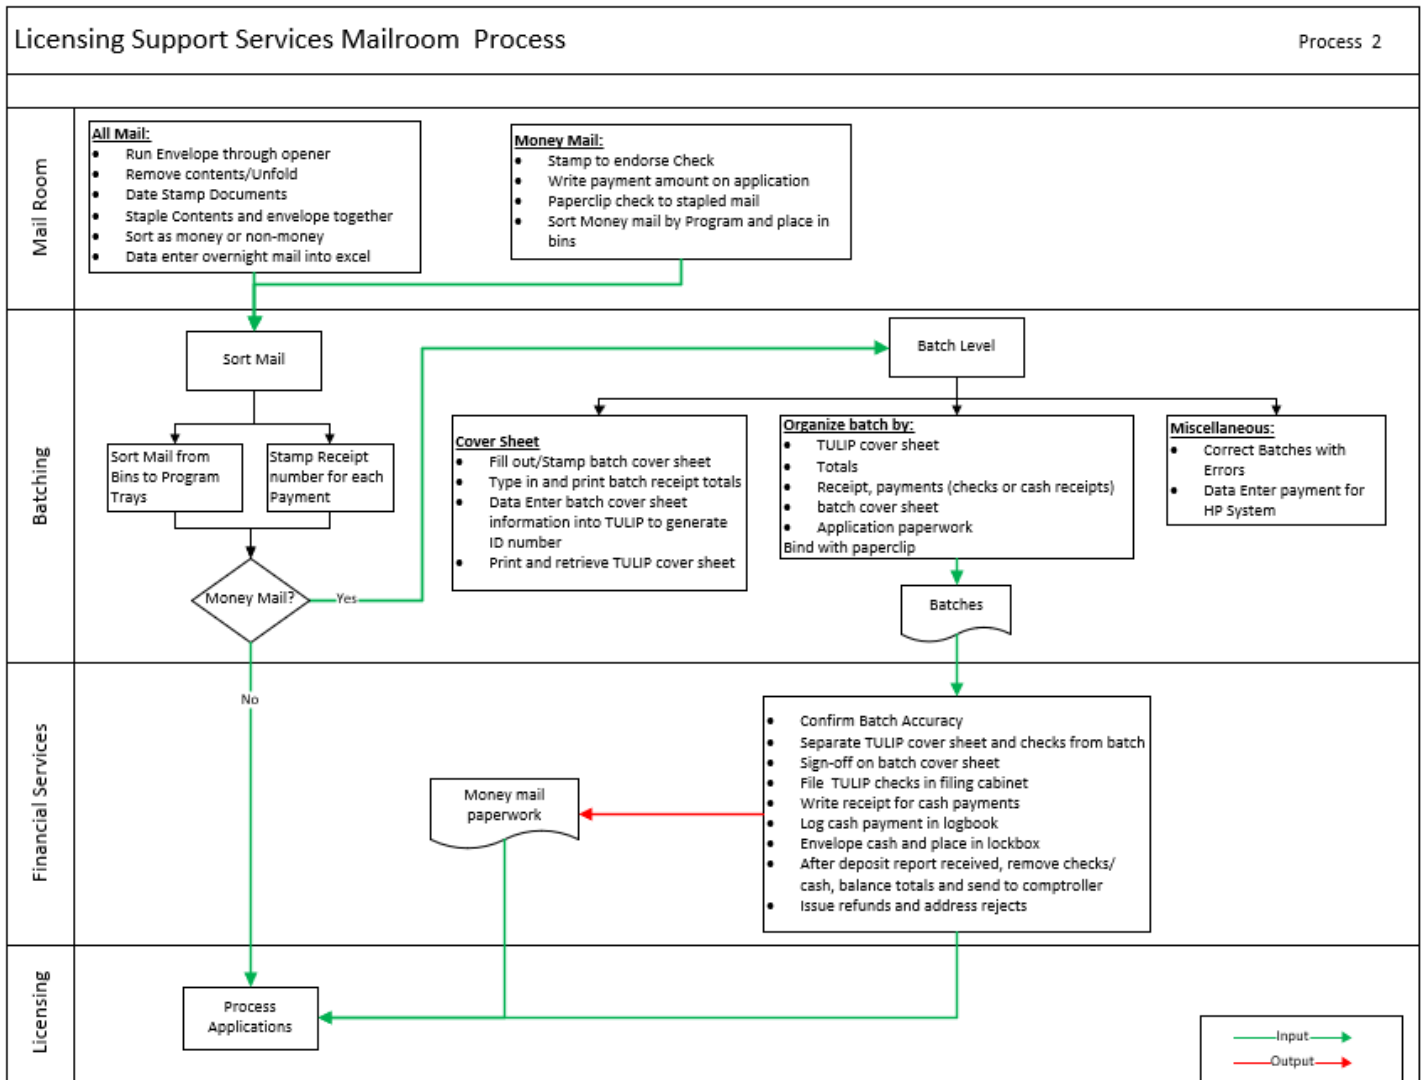 Licensing Support Services Mailroom Process
Process 2
Mail Room
All Mail:
• Run Envelope through opener
• Remove contents/Unfold
• Date Stamp Documents
• Staple Contents and envelope together
• Sort as money or non-money
• Data enter overnight mail into excel
Money Mail:
• Stamp to endorse Check
• Write payment amount on application
• Paperclip check to stapled mail
• Sort Money mail by Program and place in
bins
Batching
Sort Mail
Sort Mail from
Bins to Program
Trays
Stamp Receipt
number for each
Payment
Money Mail?
Yes
No
Batch Level
Cover Sheet
• Fill out/Stamp batch cover sheet
• Type in and print batch receipt totals
• Data Enter batch cover sheet
information into TULIP to generate
ID number
• Print and retrieve TULIP cover sheet
Organize batch by:
• TULIP cover sheet
• Totals
• Receipt, payments (checks or cash receipts)
• batch cover sheet
• Application paperwork
Bind with paperclip
Miscellaneous:
• Correct Batches with
Errors
• Data Enter payment for
HP System
Batches
Financial Services
Money mail
paperwork
• Confirm Batch Accuracy
• Separate TULIP cover sheet and checks from batch
• Sign-off on batch cover sheet
• File TULIP checks in filing cabinet
• Write receipt for cash payments
• Log cash payment in logbook
• Envelope cash and place in lockbox
• After deposit report received, remove checks/
cash, balance totals and send to comptroller
• Issue refunds and address rejects
Licensing
Process
Applications
Input
Output